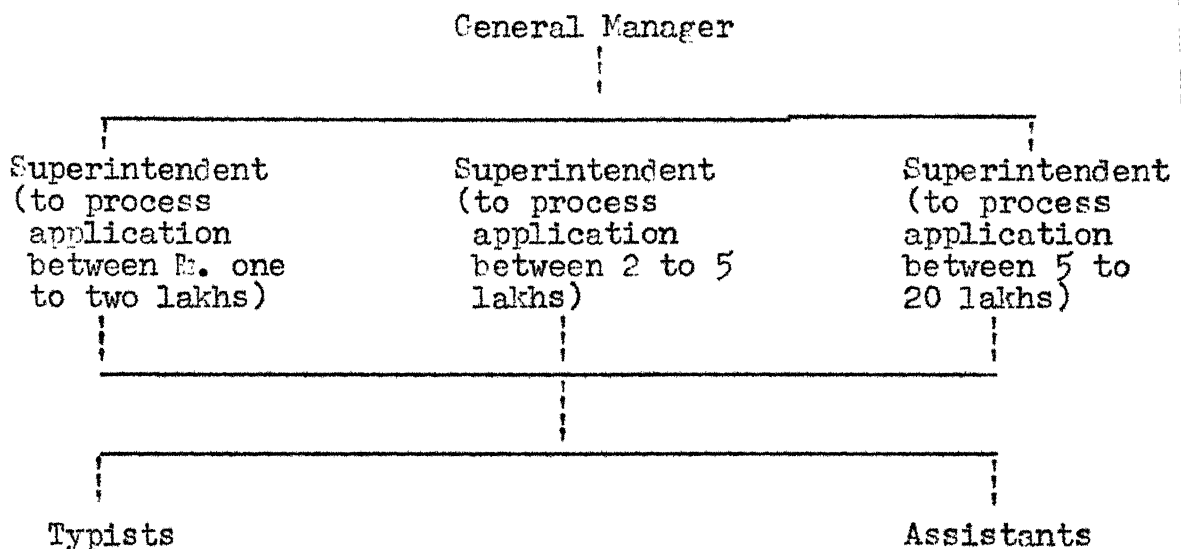 General Manager
Superintendent
(to process
application
between Rs. one
to two lakhs)
Superintendent
(to process
application
between 2 to 5
lakhs)
Superintendent
(to process
application
between 5 to
20 lakhs)
Typists
Assistants